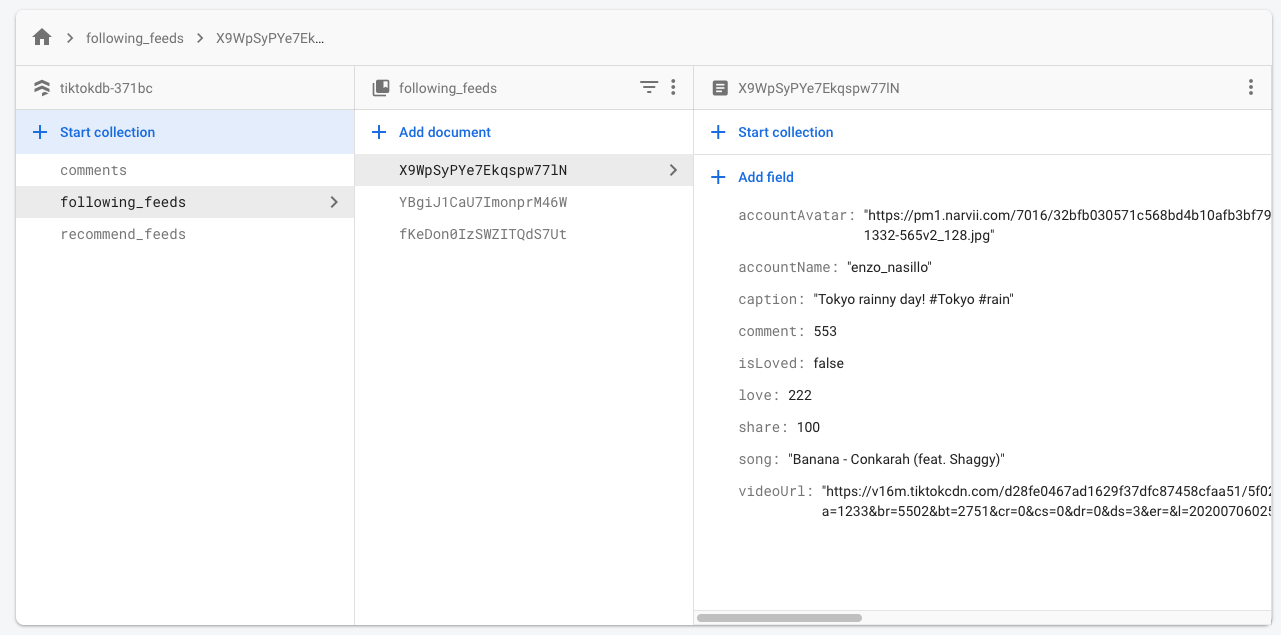 following_feeds X9WpSyPYe7Ek...
tiktokdb-371bc
Start collection
comments
following_feeds
recommend_feeds
following_feeds
Add document
X9WpSyPYe7Ekqspw77lN
YBgiJ1CaU7ImonprM46W
fKeDon0IzSWZITQdS7Ut
X9WpSyPYe7Ekqspw77lN
Start collection
Add field
accountAvatar: "https://pm1.narvii.com/7016/32bfb030571c568bd4b10afb3bf79
1332-565v2_128.jpg"
accountName: "enzo_nasillo"
caption: "Tokyo rainny day! #Tokyo #rain"
comment: 553
isLoved: false
love: 222
share: 100
song: "Banana - Conkarah (feat. Shaggy)"
videoUrl: "https://v16m.tiktokcdn.com/d28fe0467ad1629f37dfc87458cfaa51/5f02
a=1233&br=5502&bt=2751&cr=0&cs=0&dr=0&ds=3&er=&l=20200706025